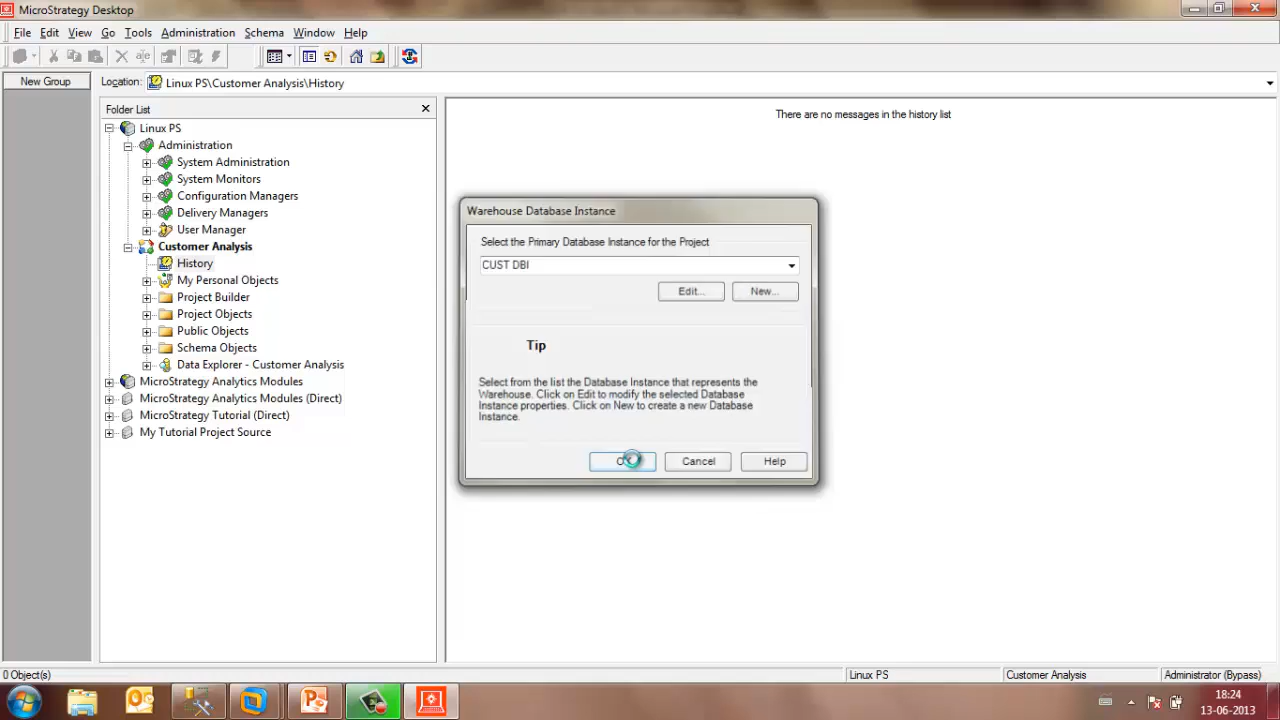 MicroStrategy Desktop
File Edit View Go Tools Administration Schema Window Help
New Group
Location: Linux PS\Customer Analysis\History
Folder List
Linux PS
Administration
System Administration
System Monitors
Configuration Managers
Delivery Managers
User Manager
Customer Analysis
History
My Personal Objects
Project Builder
Project Objects
Public Objects
Schema Objects
Data Explorer - Customer Analysis
MicroStrategy Analytics Modules
MicroStrategy Analytics Modules (Direct)
MicroStrategy Tutorial (Direct)
My Tutorial Project Source
There are no messages in the history list
Warehouse Database Instance
Select the Primary Database Instance for the Project
CUST DBI
Edit... New...
Tip
Select from the list the Database Instance that represents the
Warehouse. Click on Edit to modify the selected Database
Instance properties. Click on New to create a new Database
Instance.
Cancel Help
0 Object(s) Linux PS Customer Analysis Administrator (Bypass)
18:24
13-06-2013